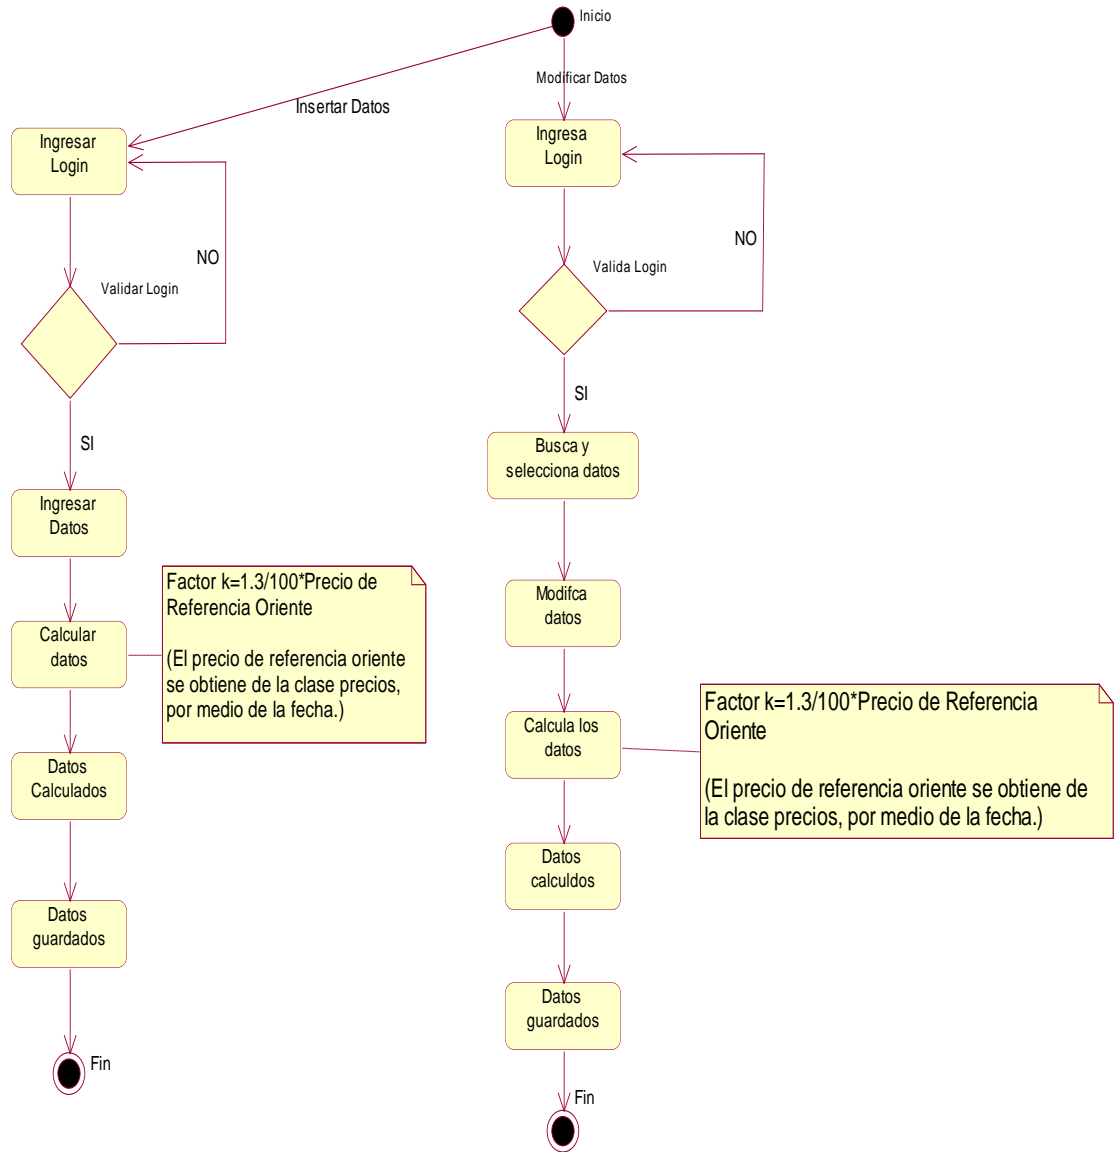 Inicio
Modificar Datos
Insertar Datos
Ingresar
Login
NO
Validar Login
SI
Ingresar
Datos
Calcular
datos
Factor k=1.3/100*Precio de
Referencia Oriente
(El precio de referencia oriente
se obtiene de la clase precios,
por medio de la fecha.)
Datos
Calculados
Datos
guardados
Fin
Ingresa
Login
NO
Valida Login
SI
Busca y
selecciona datos
Modifca
datos
Calcula los
datos
Factor k=1.3/100*Precio de Referencia
Oriente
(El precio de referencia oriente se obtiene de
la clase precios, por medio de la fecha.)
Datos
calculdos
Datos
guardados
Fin